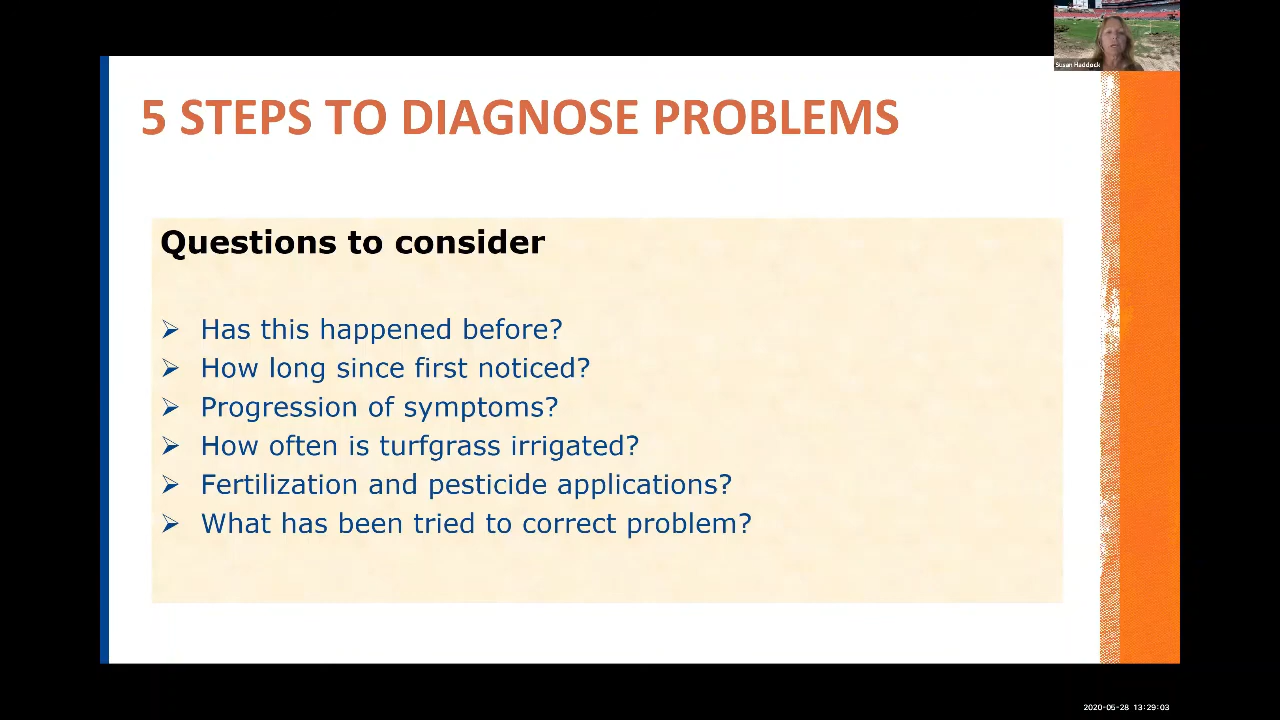 Susan Haddock
5 STEPS TO DIAGNOSE PROBLEMS
Questions to consider
➢ Has this happened before?
➢ How long since first noticed?
➢ Progression of symptoms?
➢ How often is turfgrass irrigated?
➢ Fertilization and pesticide applications?
➢ What has been tried to correct problem?
2020-05-28 13:29:03